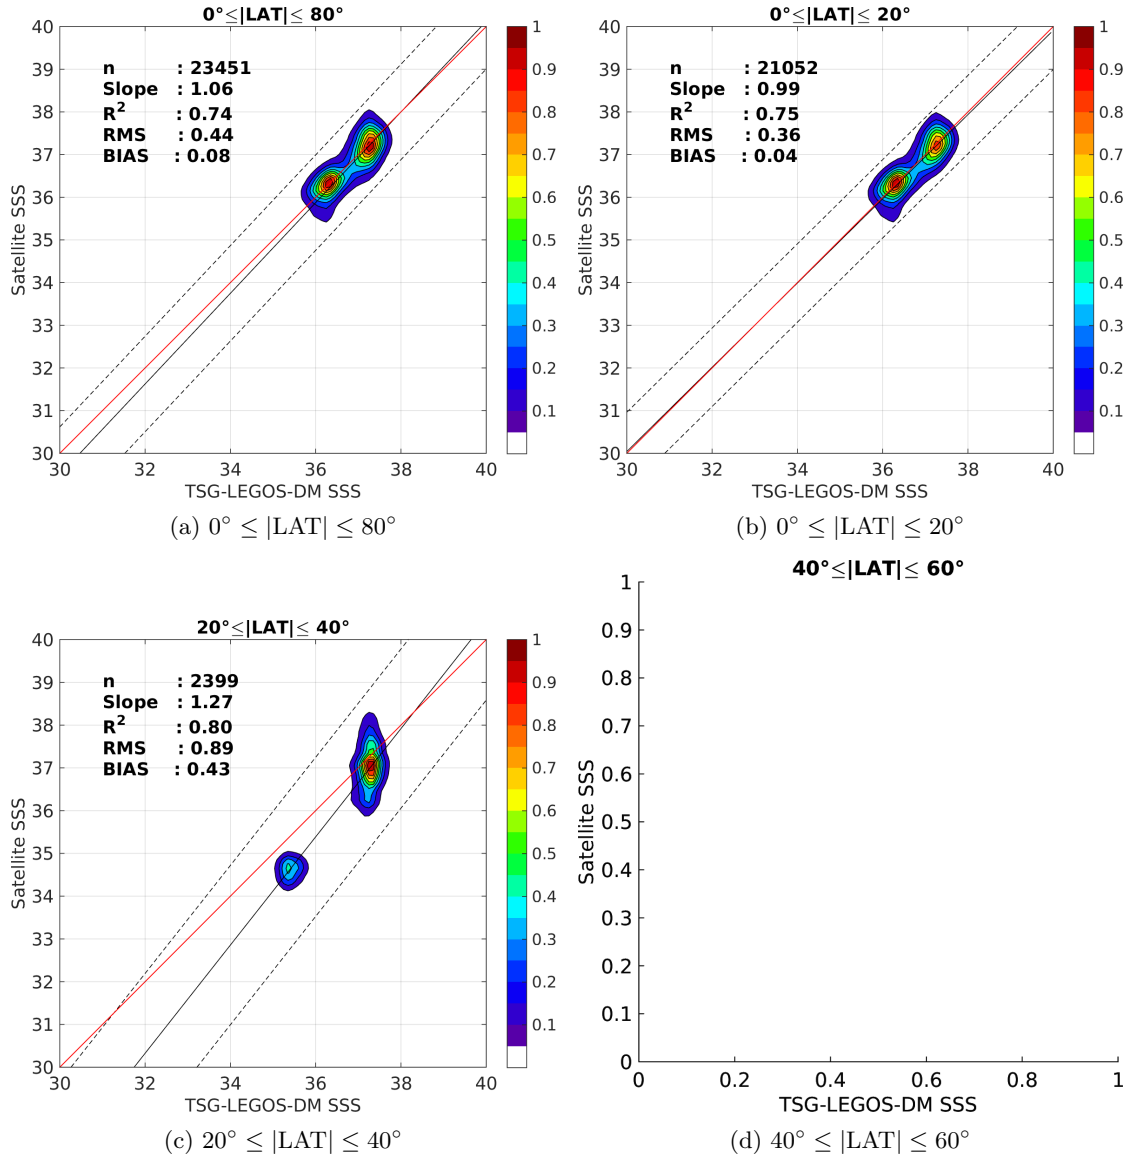 0°≤|LAT|≤ 80°
n : 23451
Slope : 1.06
R² : 0.74
RMS : 0.44
BIAS : 0.08
Satellite SSS
40
39
38
37
36
35
34
33
32
31
30
30 32 34 36 38 40
TSG-LEGOS-DM SSS
1
0.9
0.8
0.7
0.6
0.5
0.4
0.3
0.2
0.1
(a) 0° ≤ |LAT| ≤ 80°
0°≤|LAT|≤ 20°
n : 21052
Slope : 0.99
R² : 0.75
RMS : 0.36
BIAS : 0.04
Satellite SSS
40
39
38
37
36
35
34
33
32
31
30
30 32 34 36 38 40
TSG-LEGOS-DM SSS
1
0.9
0.8
0.7
0.6
0.5
0.4
0.3
0.2
0.1
(b) 0° ≤ |LAT| ≤ 20°
20°≤|LAT|≤ 40°
n : 2399
Slope : 1.27
R² : 0.80
RMS : 0.89
BIAS : 0.43
Satellite SSS
40
39
38
37
36
35
34
33
32
31
30
30 32 34 36 38 40
TSG-LEGOS-DM SSS
1
0.9
0.8
0.7
0.6
0.5
0.4
0.3
0.2
0.1
(c) 20° ≤ |LAT| ≤ 40°
40°≤|LAT|≤ 60°
Satellite SSS
1
0.9
0.8
0.7
0.6
0.5
0.4
0.3
0.2
0.1
0
0 0.2 0.4 0.6 0.8 1
TSG-LEGOS-DM SSS
(d) 40° ≤ |LAT| ≤ 60°